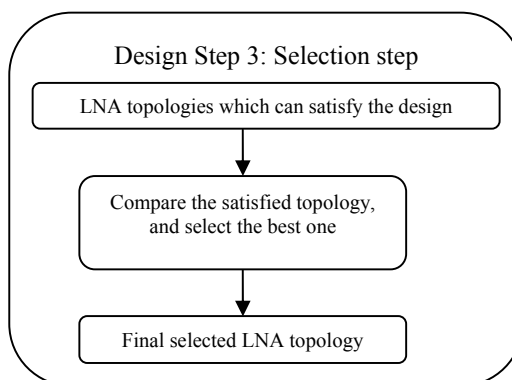 Design Step 3: Selection step
LNA topologies which can satisfy the design
Compare the satisfied topology,
and select the best one
Final selected LNA topology